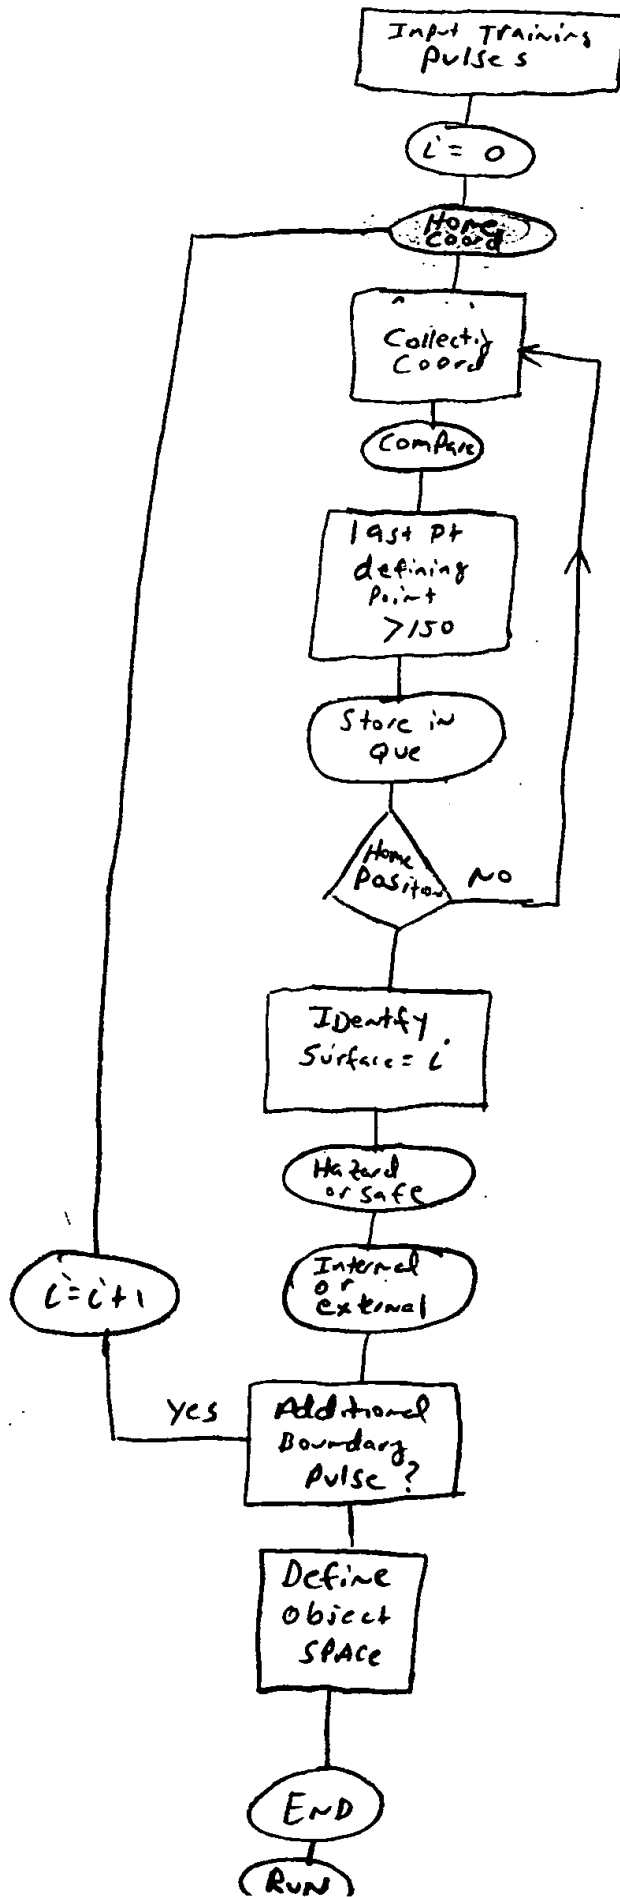 Input Training
Pulses
i = 0
Home
Coord
Collectig
Coord
Compare
last pt
defining
Point
>150
Store in
Que
Home
Position
NO
IDentify
Surface = i
Hazard
or safe
Internal
or
external
i = i + 1
Yes
Additional
Boundary
Pulse ?
Define
Object
SPACe
END
RUN